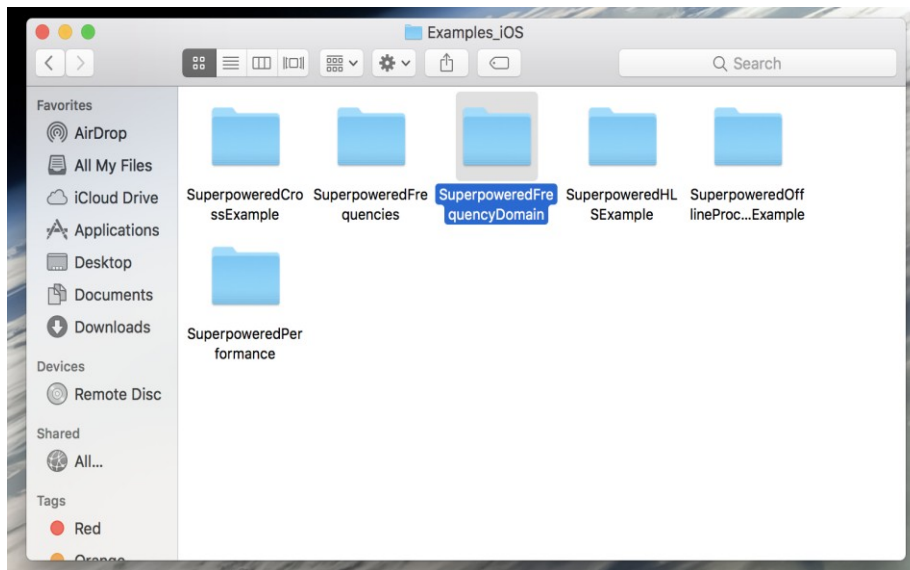 Examples_iOS
Search
Favorites
AirDrop
All My Files
iCloud Drive
Applications
Desktop
Documents
Downloads
Devices
Remote Disc
Shared
All...
Tags
Red
Orange
SuperpoweredCro
ssExample
SuperpoweredFre
quencies
SuperpoweredFre
quencyDomain
SuperpoweredHL
SExample
SuperpoweredOff
lineProc...Example
SuperpoweredPer
formance